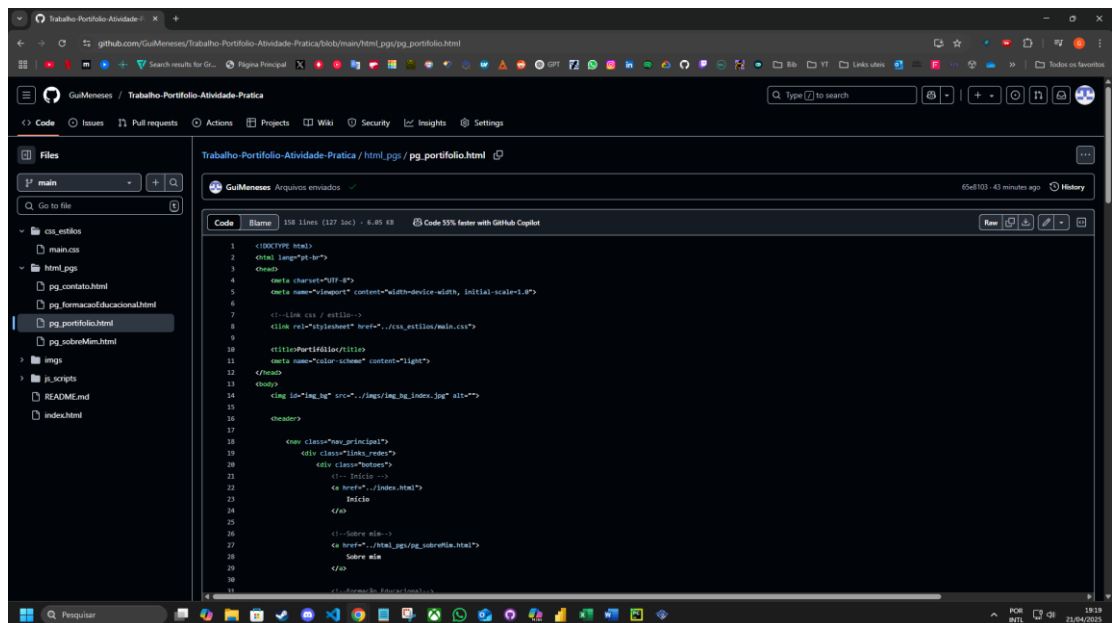 Trabalho-Portifolio-Atividade-P
github.com/GuiMeneses/Trabalho-Portifolio-Atividade-Pratica/blob/main/html_pgs/pg_portifolio.html
Search results for Gr...
Página Principal
GPT
Bib
YT
Links uteis
Todos os favoritos
GuiMeneses / Trabalho-Portifolio-Atividade-Pratica
Type / to search
Code
Issues
Pull requests
Actions
Projects
Wiki
Security
Insights
Settings
Files
main
Go to file
t
css_estilos
main.css
html_pgs
pg_contato.html
pg_formacaoEducacional.html
pg_portifolio.html
pg_sobreMim.html
imgs
js_scripts
README.md
index.html
Trabalho-Portifolio-Atividade-Pratica / html_pgs / pg_portifolio.html
GuiMeneses Arquivos enviados
65e8103 · 43 minutes ago
History
Code
Blame
158 lines (127 loc) · 6.05 KB
Code 55% faster with GitHub Copilot
Raw
1 <!DOCTYPE html>
2 <html lang="pt-br">
3 <head>
4 <meta charset="UTF-8">
5 <meta name="viewport" content="width=device-width, initial-scale=1.0">
6
7 <!--Link css / estilo-->
8 <link rel="stylesheet" href="../css_estilos/main.css">
9
10 <title>Portifólio</title>
11 <meta name="color-scheme" content="light">
12 </head>
13 <body>
14 <img id="img_bg" src="../imgs/img_bg_index.jpg" alt="">
15
16 <header>
17
18 <nav class="nav_principal">
19 <div class="links_redes">
20 <div class="botoes">
21 <!-- Início -->
22 <a href="../index.html">
23 Início
24 </a>
25
26 <!--Sobre mim-->
27 <a href="../html_pgs/pg_sobreMim.html">
28 Sobre mim
29 </a>
30
31 <!--Formação Educacional-->
Pesquisar
POR
INTL
19:19
21/04/2025